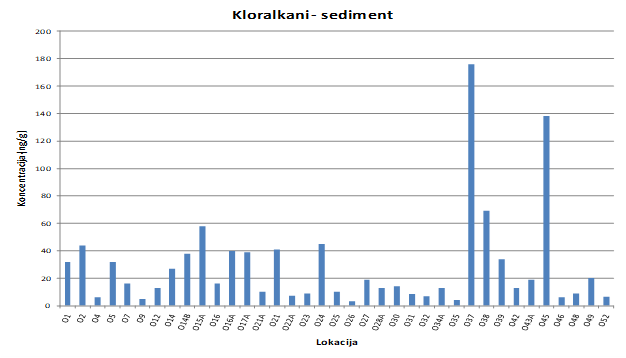 Kloralkani - sediment
200
180
160
140
120
100
80
60
40
20
0
Koncentracija (ng/g)
O1 O2 O4 O5 O7 O9 O12 O14 O14B O15A O16 O16A O17A O21 O21A O22A O23 O24 O25 O26 O27 O28A O30 O31 O32 O34A O35 O37 O38 O39 O42 O43A O45 O46 O48 O49 O52
Lokacija